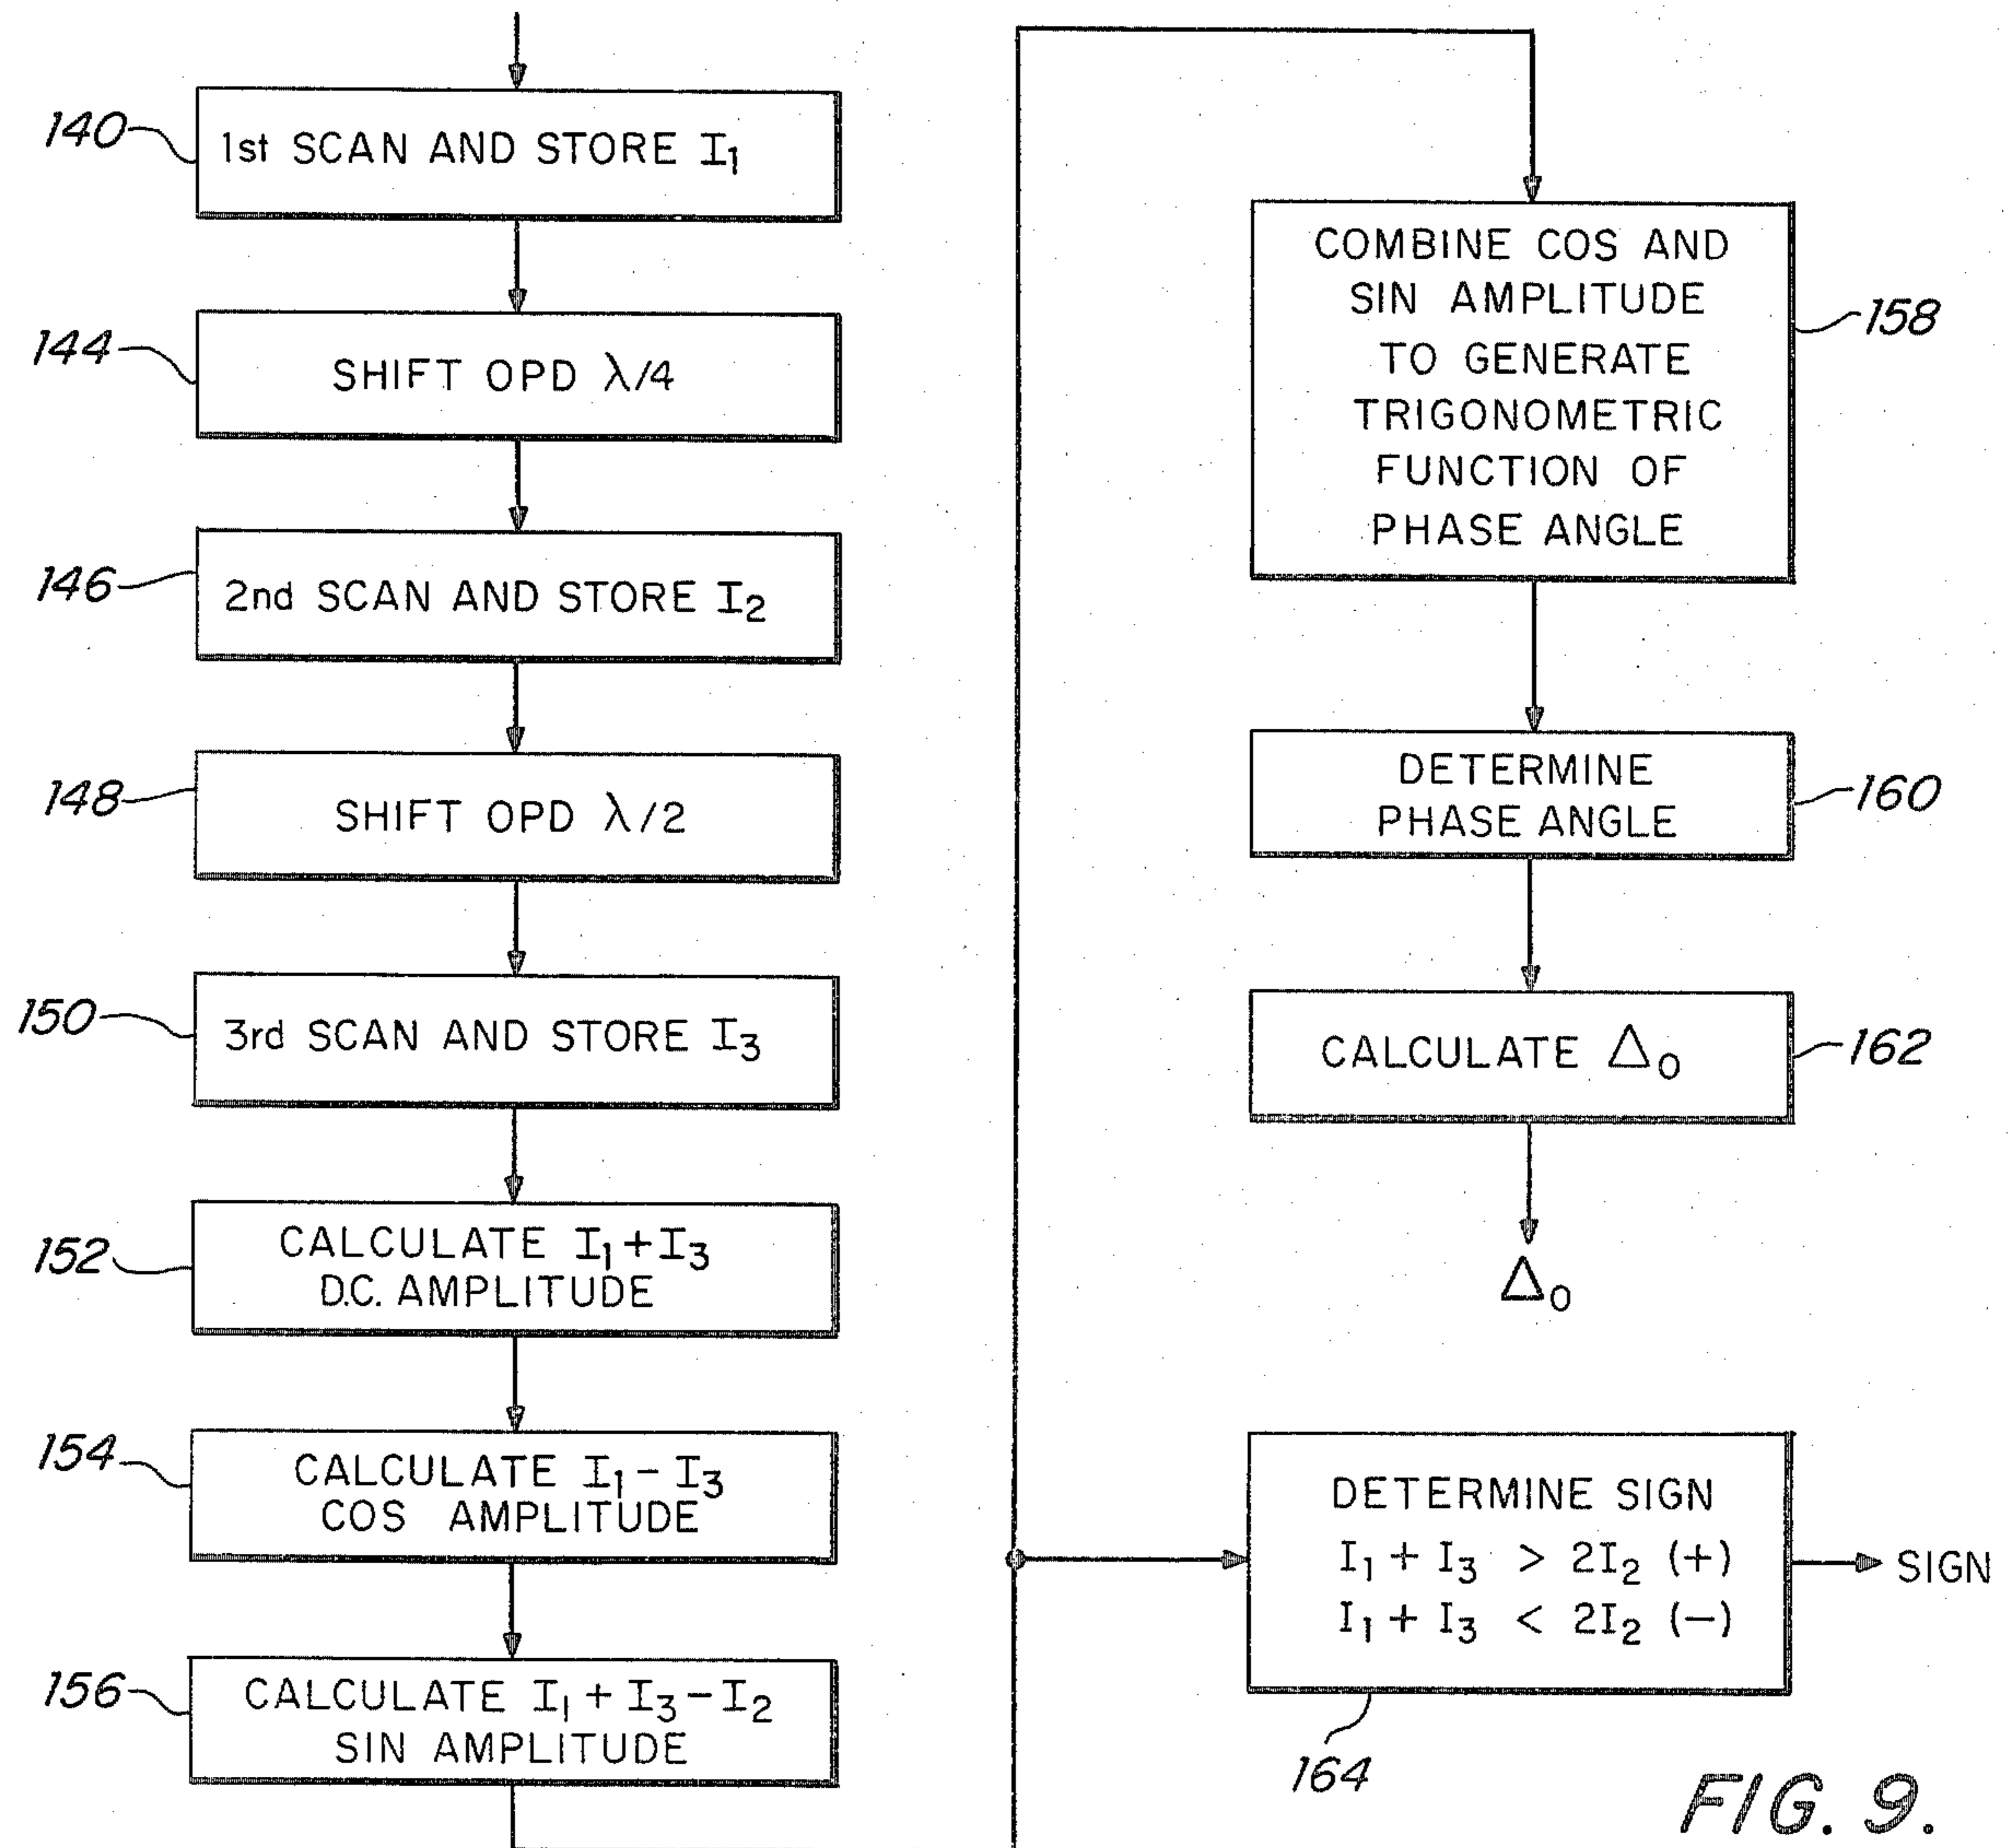 140
1st SCAN AND STORE I₁
144
SHIFT OPD λ/4
146
2nd SCAN AND STORE I₂
148
SHIFT OPD λ/2
150
3rd SCAN AND STORE I₃
152
CALCULATE I₁+I₃
D.C. AMPLITUDE
154
CALCULATE I₁-I₃
COS AMPLITUDE
156
CALCULATE I₁+I₃-I₂
SIN AMPLITUDE
COMBINE COS AND
SIN AMPLITUDE
TO GENERATE
TRIGONOMETRIC
FUNCTION OF
PHASE ANGLE
158
DETERMINE
PHASE ANGLE
160
CALCULATE Δ₀
162
Δ₀
DETERMINE SIGN
I₁ + I₃ > 2I₂ (+)
I₁ + I₃ < 2I₂ (-)
SIGN
164
FIG. 9.